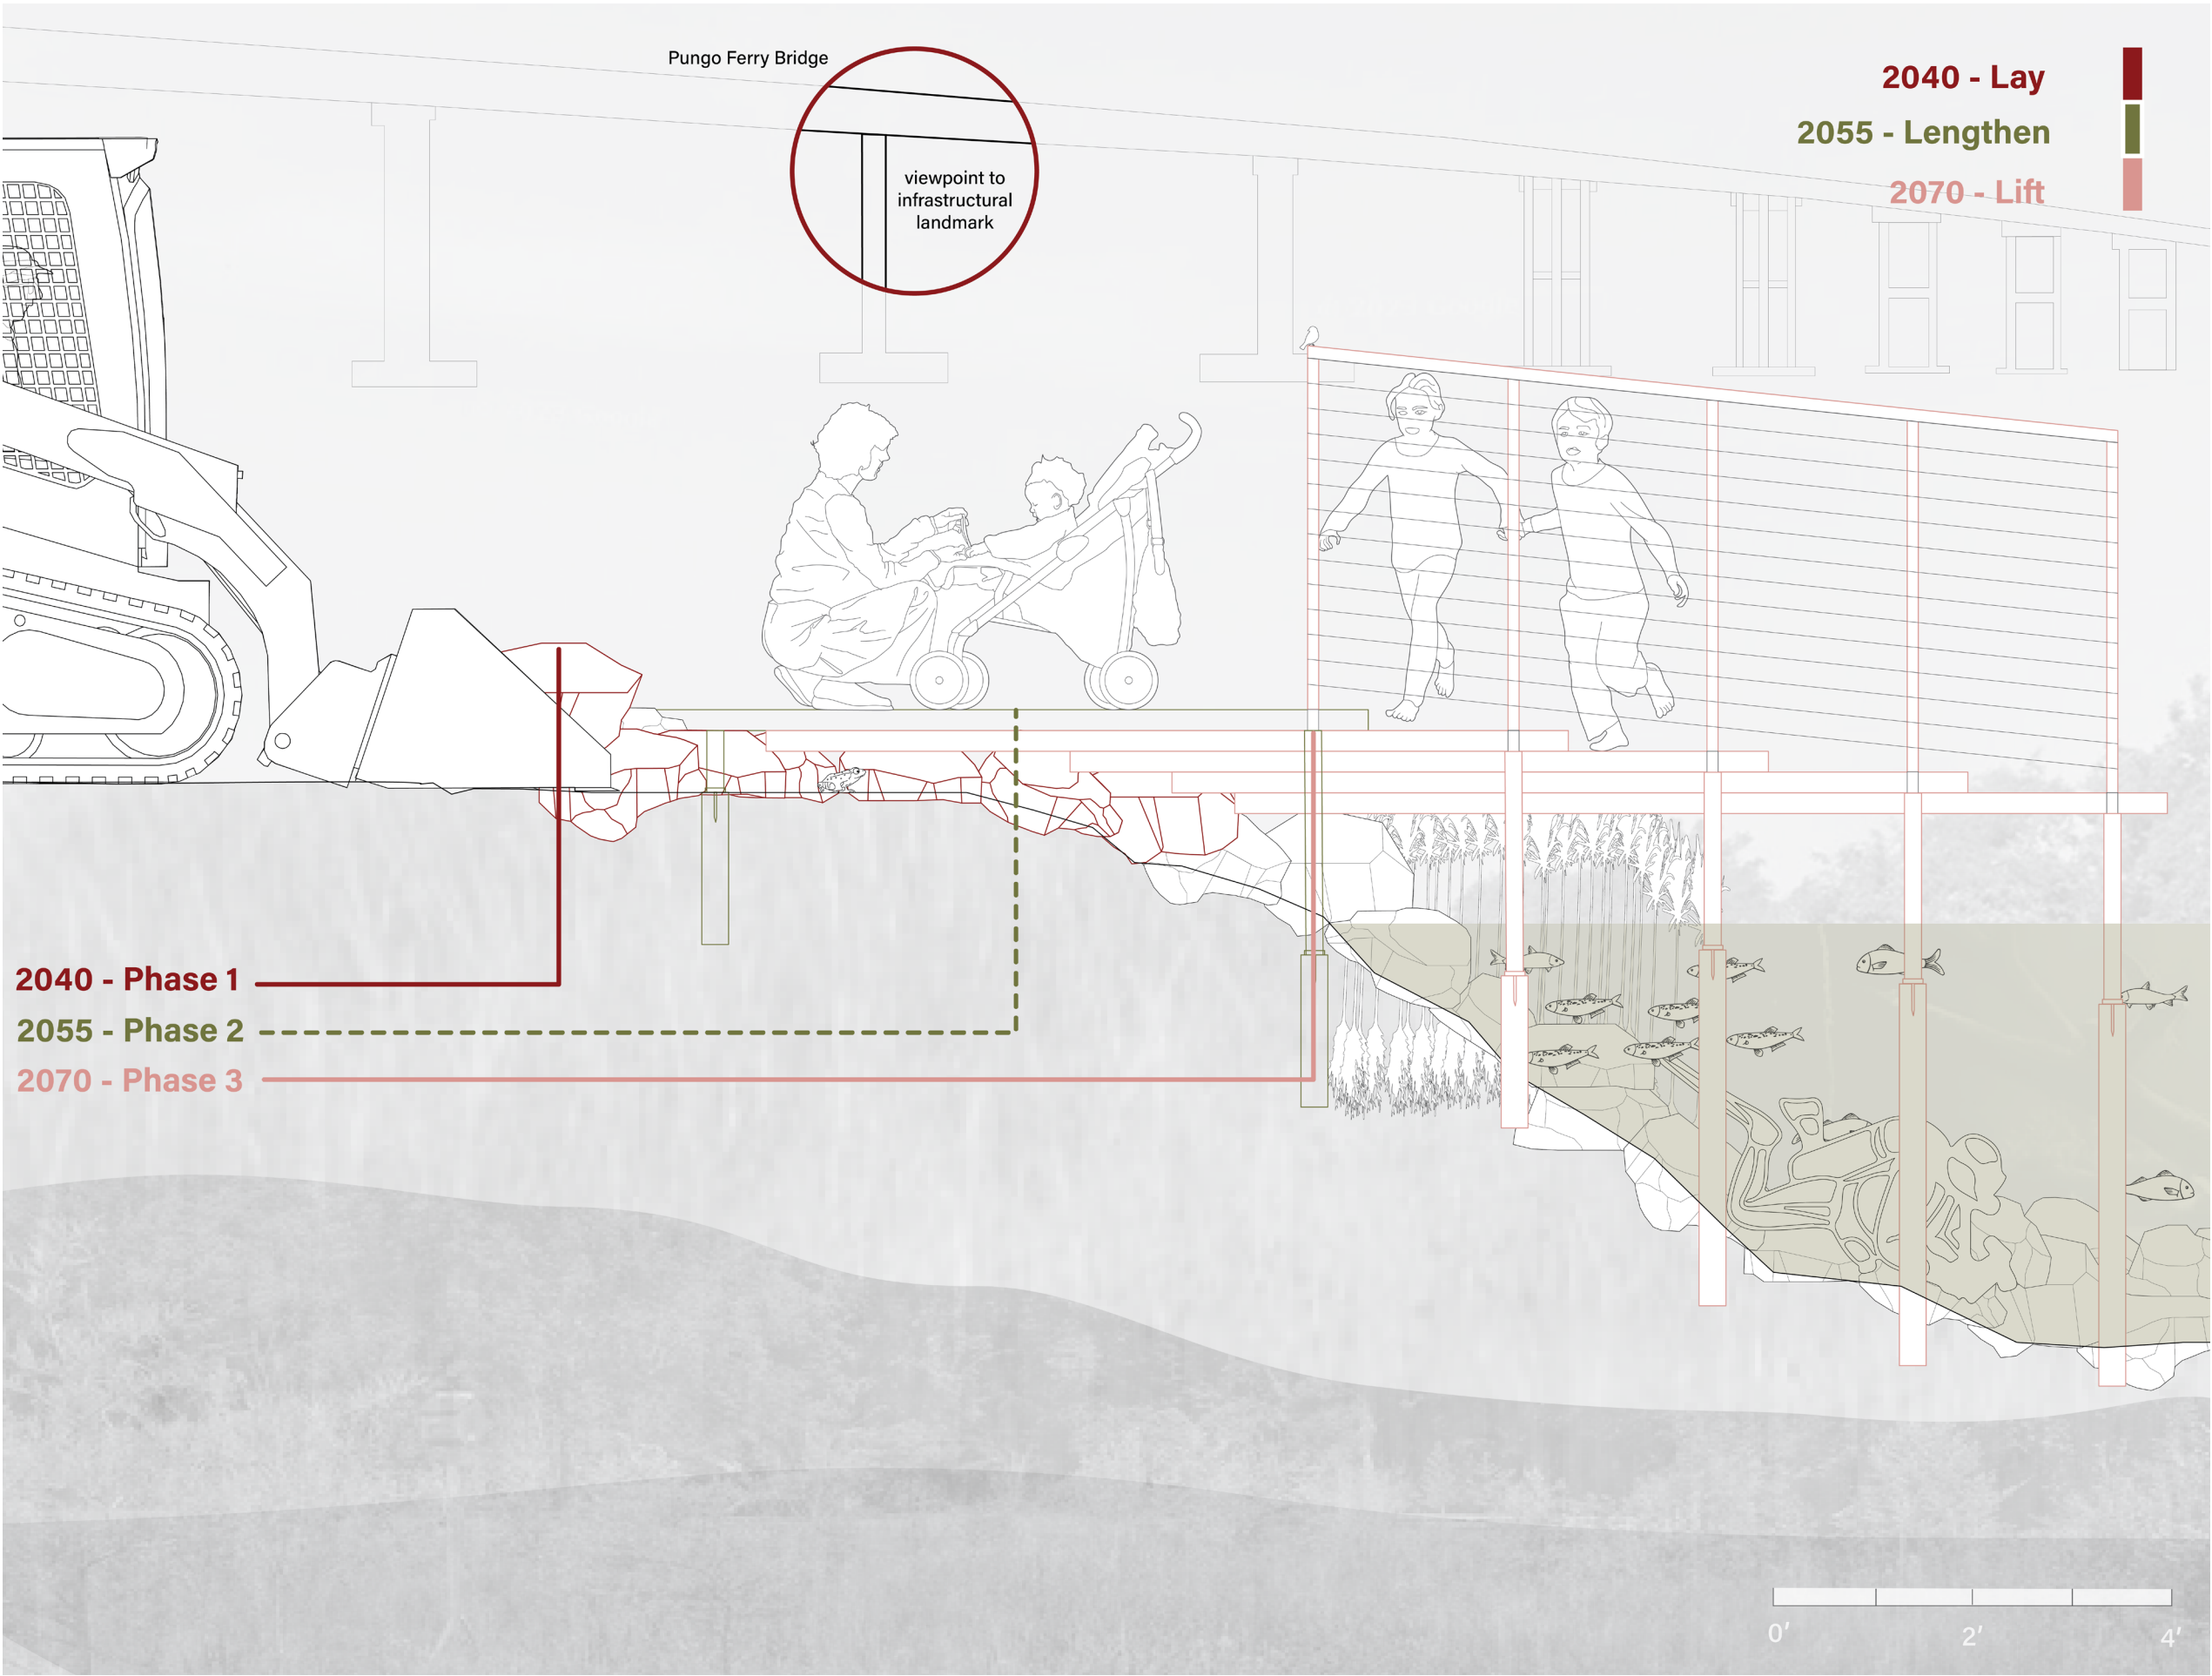 Pungo Ferry Bridge
viewpoint to
infrastructural
landmark
2040 - Lay
2055 - Lengthen
2070 - Lift
2040 - Phase 1
2055 - Phase 2
2070 - Phase 3
0' 2' 4'